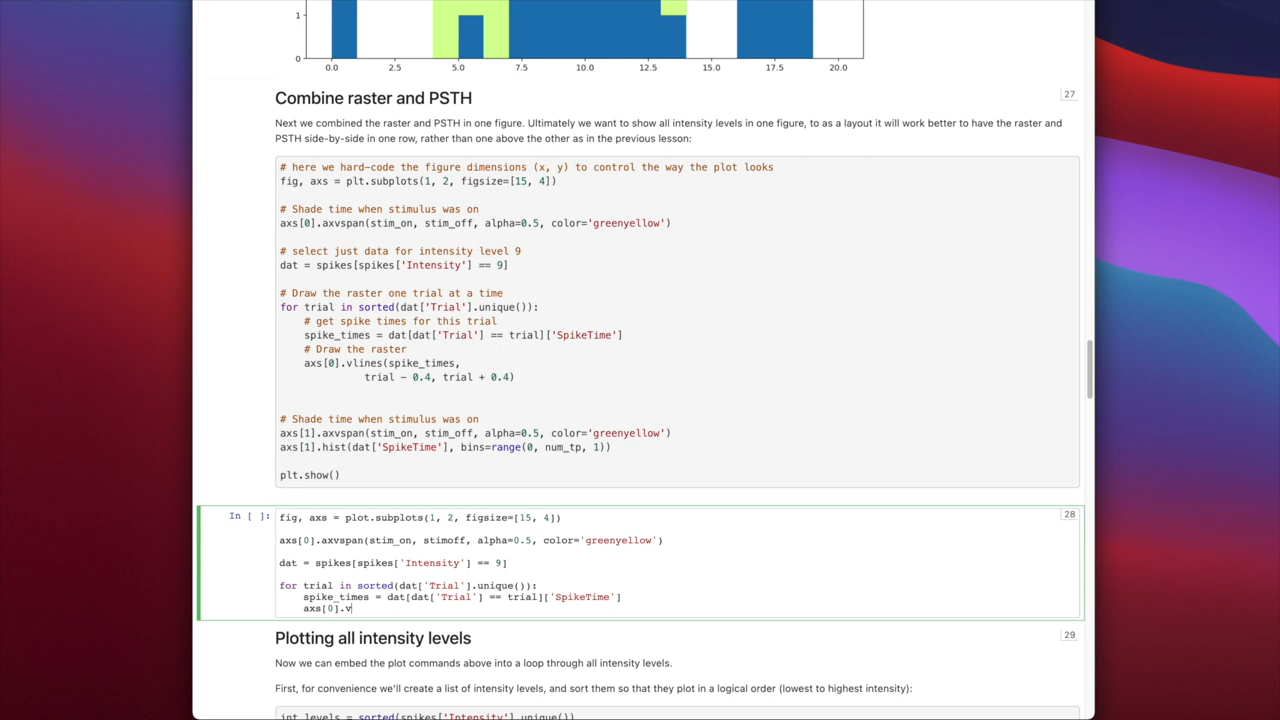 1
0
0.0 2.5 5.0 7.5 10.0 12.5 15.0 17.5 20.0
Combine raster and PSTH
27
Next we combined the raster and PSTH in one figure. Ultimately we want to show all intensity levels in one figure, to as a layout it will work better to have the raster and
PSTH side-by-side in one row, rather than one above the other as in the previous lesson:
# here we hard-code the figure dimensions (x, y) to control the way the plot looks
fig, axs = plt.subplots(1, 2, figsize=[15, 4])
# Shade time when stimulus was on
axs[0].axvspan(stim_on, stim_off, alpha=0.5, color='greenyellow')
# select just data for intensity level 9
dat = spikes[spikes['Intensity'] == 9]
# Draw the raster one trial at a time
for trial in sorted(dat['Trial'].unique()):
    # get spike times for this trial
    spike_times = dat[dat['Trial'] == trial]['SpikeTime']
    # Draw the raster
    axs[0].vlines(spike_times,
              trial - 0.4, trial + 0.4)
# Shade time when stimulus was on
axs[1].axvspan(stim_on, stim_off, alpha=0.5, color='greenyellow')
axs[1].hist(dat['SpikeTime'], bins=range(0, num_tp, 1))
plt.show()
In [ ]:
28
fig, axs = plot.subplots(1, 2, figsize=[15, 4])
axs[0].axvspan(stim_on, stimoff, alpha=0.5, color='greenyellow')
dat = spikes[spikes['Intensity'] == 9]
for trial in sorted(dat['Trial'].unique()):
    spike_times = dat[dat['Trial'] == trial]['SpikeTime']
    axs[0].v
Plotting all intensity levels
29
Now we can embed the plot commands above into a loop through all intensity levels.
First, for convenience we'll create a list of intensity levels, and sort them so that they plot in a logical order (lowest to highest intensity):
int_levels = sorted(spikes['Intensity'].unique())